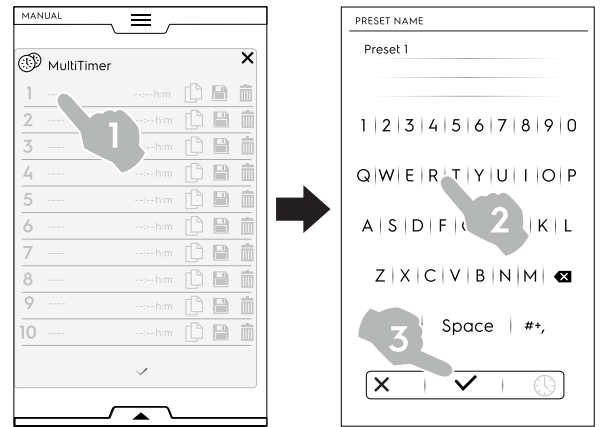 MANUAL
MultiTimer
1 ---- --:--h:m
2 ---- --:--h:m
3 ---- --:--h:m
4 ---- --:--h:m
5 ---- --:--h:m
6 ---- --:--h:m
7 ---- --:--h:m
8 ---- --:--h:m
9 ---- --:--h:m
10 ---- --:--h:m
1
PRESET NAME
Preset 1
1 2 3 4 5 6 7 8 9 0
Q W E R T Y U I O P
A S D F K L
2
Z X C V B N M
Space #+,
3